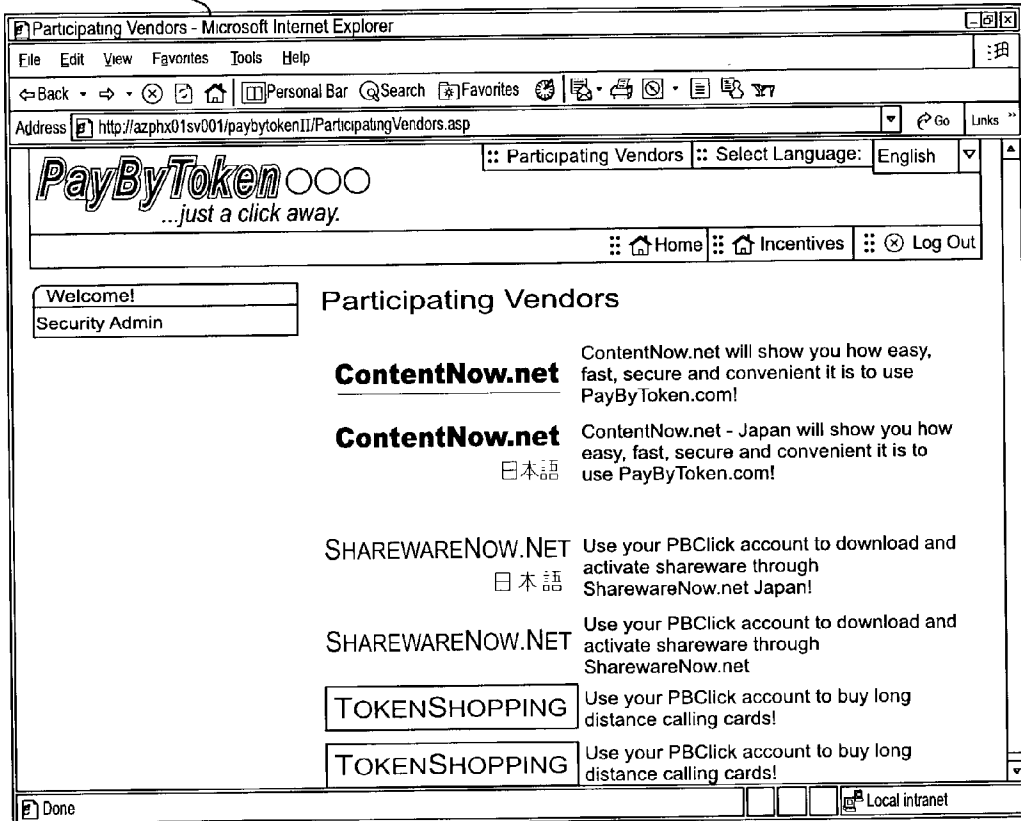 Participating Vendors - Microsoft Internet Explorer
File Edit View Favorites Tools Help
Back Personal Bar Search Favorites
Address http://azphx01sv001/paybytokenII/ParticipatingVendors.asp Go Links »
:: Participating Vendors :: Select Language: English
PayByToken
...just a click away.
Home Incentives Log Out
Welcome!
Security Admin
Participating Vendors
ContentNow.net
ContentNow.net will show you how easy,
fast, secure and convenient it is to use
PayByToken.com!
ContentNow.net
日本語
ContentNow.net - Japan will show you how
easy, fast, secure and convenient it is to
use PayByToken.com!
SHAREWARENOW.NET
日本語
Use your PBClick account to download and
activate shareware through
SharewareNow.net Japan!
SHAREWARENOW.NET
Use your PBClick account to download and
activate shareware through
SharewareNow.net
TOKENSHOPPING
Use your PBClick account to buy long
distance calling cards!
TOKENSHOPPING
Use your PBClick account to buy long
distance calling cards!
Done Local intranet